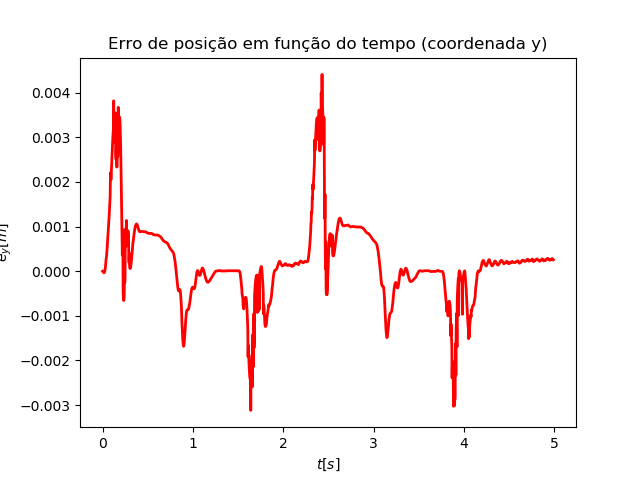 Erro de posição em função do tempo (coordenada y)
0.004
0.003
0.002
0.001
0.000
−0.001
−0.002
−0.003
e_y[m]
0 1 2 3 4 5
t[s]